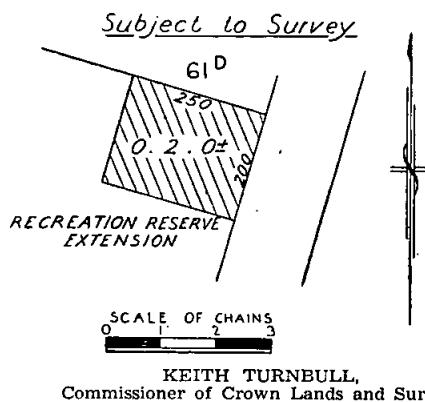 Subject to Survey
61D
250
0. 2. 0±
200
RECREATION RESERVE
EXTENSION
SCALE OF CHAINS
0 1 2 3
KEITH TURNBULL,
Commissioner of Crown Lands and Sur